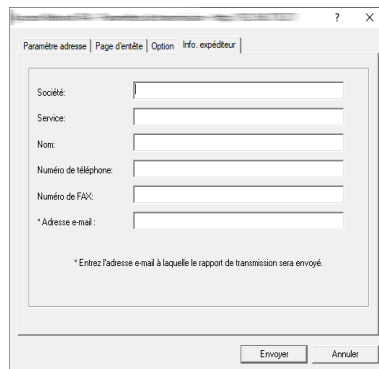 ? X
Paramètre adresse Page d'entête Option Info. expéditeur
Société:
Service:
Nom:
Numéro de téléphone:
Numéro de FAX:
* Adresse e-mail :
* Entrez l'adresse e-mail à laquelle le rapport de transmission sera envoyé.
Envoyer Annuler